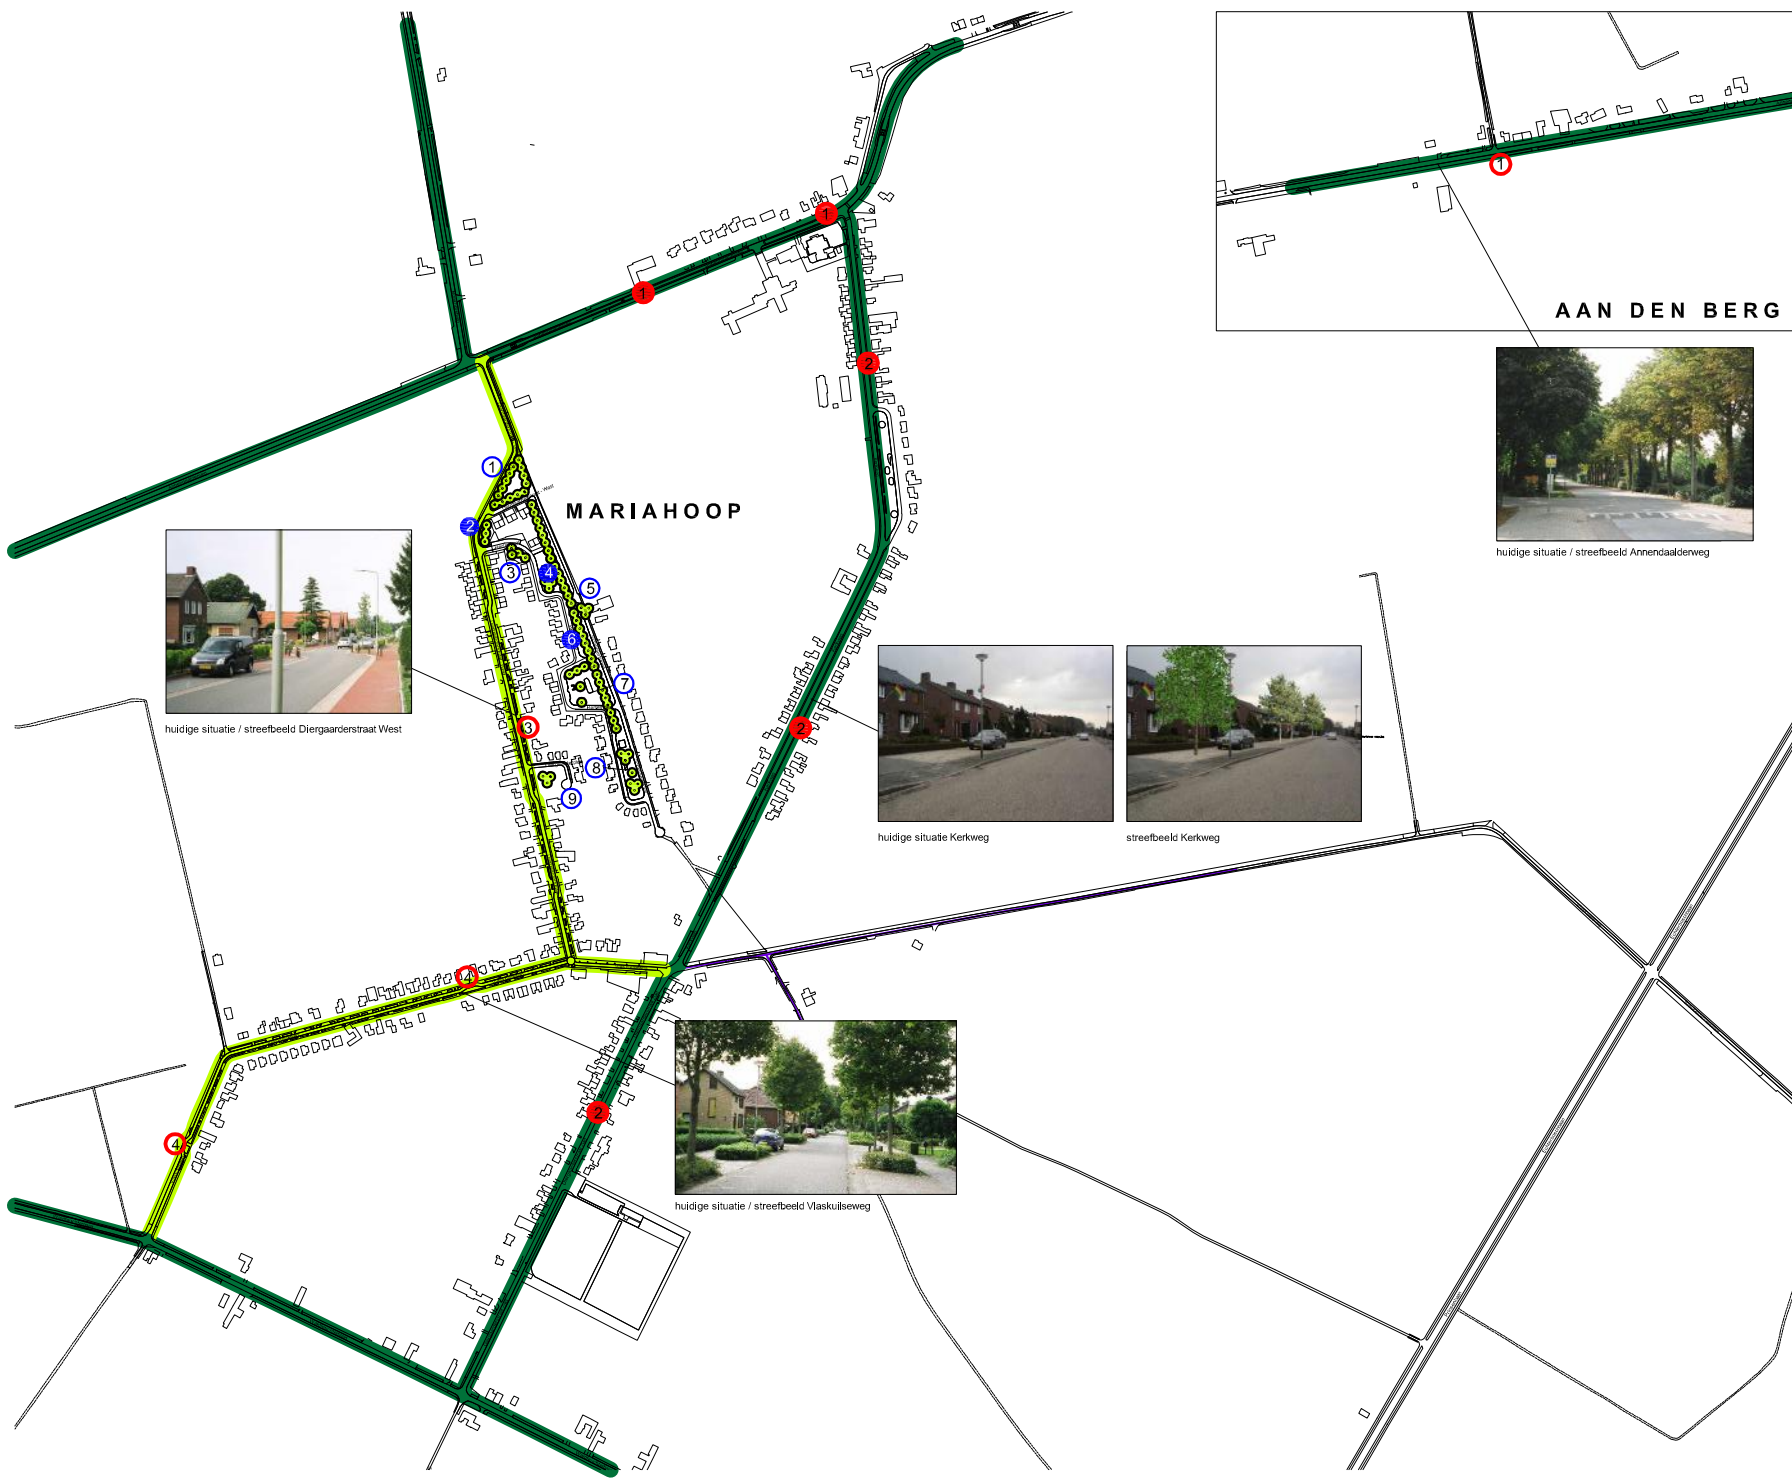 1
1
1
AAN DEN BERG
2
huidige situatie / streefbeeld Annendaalderweg
1
MARIAHOOP
2
3
4
5
6
7
huidige situatie / streefbeeld Diergaarderstraat West
3
2
8
9
huidige situatie Kerkweg
streefbeeld Kerkweg
4
2
4
huidige situatie / streefbeeld Vlaskuilseweg